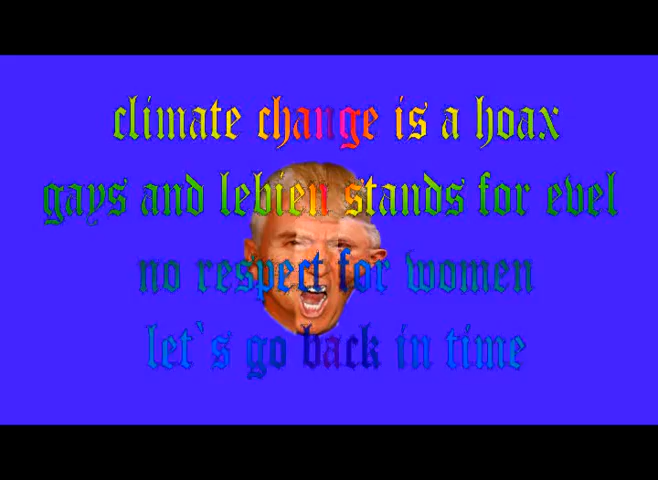 climate change is a hoax
gays and lebien stands for evel
no respect for women
let`s go back in time